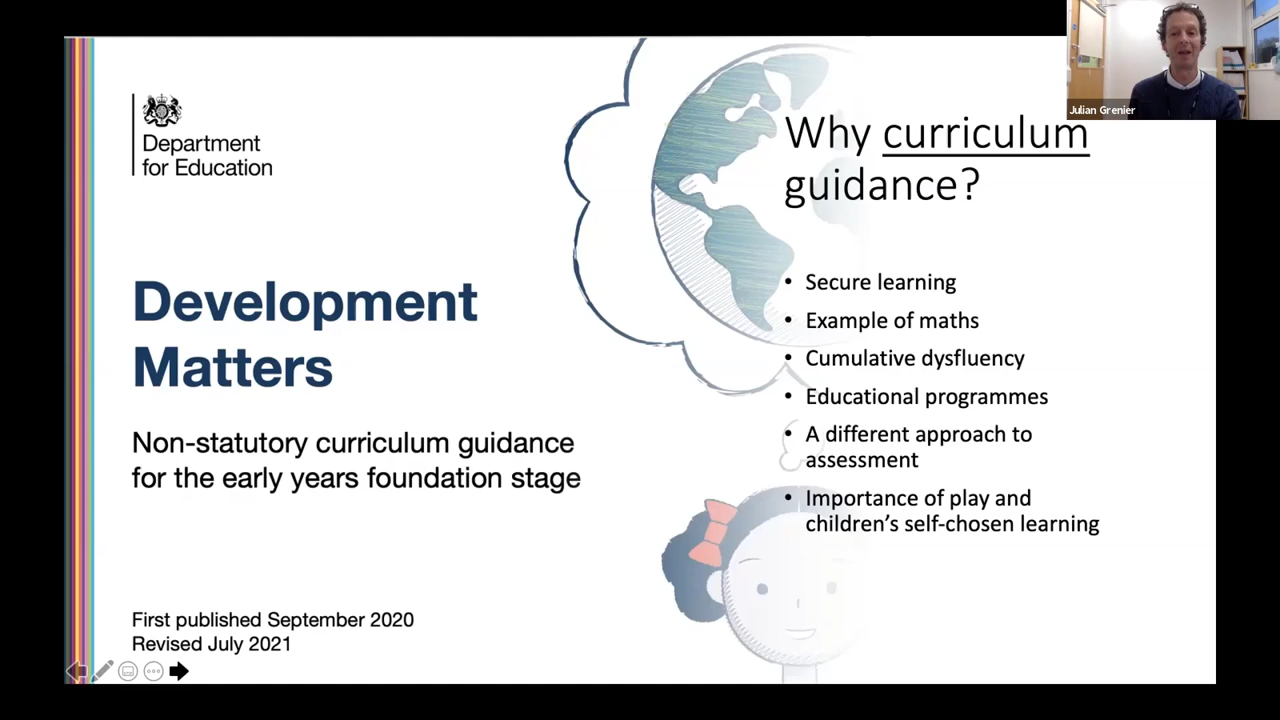 Julian Grenier
Department
for Education
Development
Matters
Non-statutory curriculum guidance
for the early years foundation stage
First published September 2020
Revised July 2021
Why curriculum
guidance?
• Secure learning
• Example of maths
• Cumulative dysfluency
• Educational programmes
• A different approach to
assessment
• Importance of play and
children’s self-chosen learning